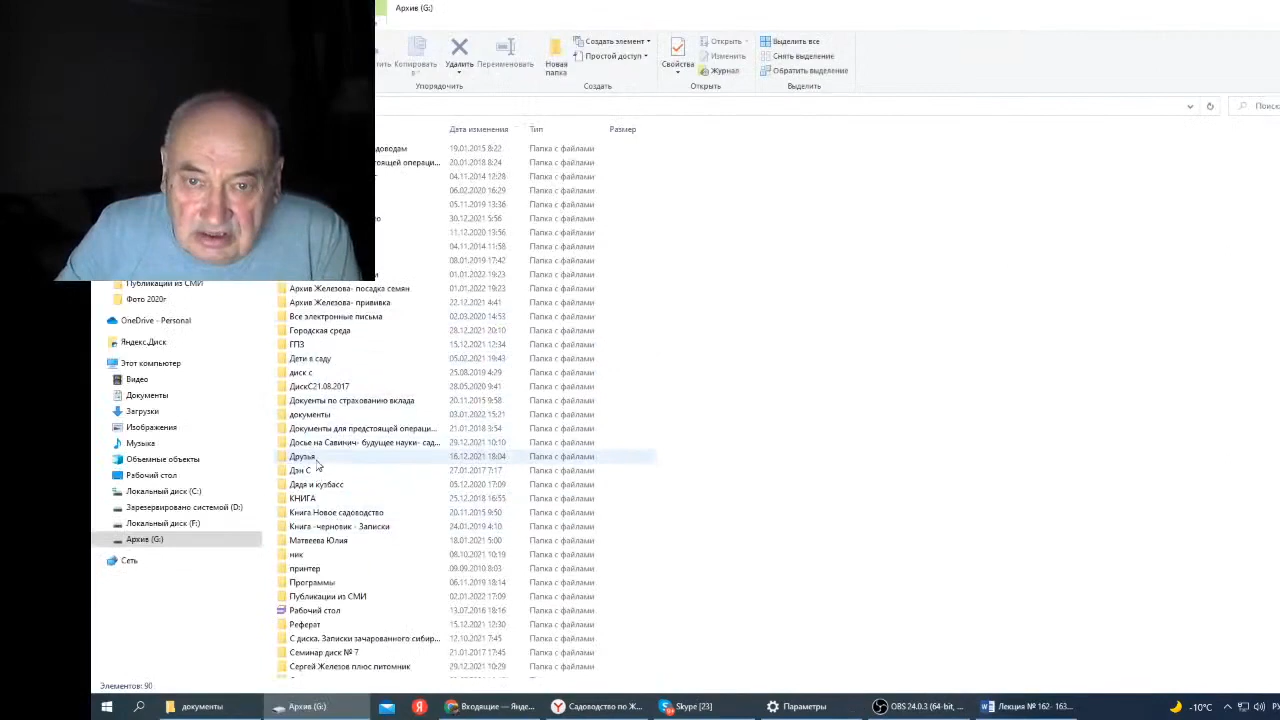 Архив (G:)
Копировать в
Удалить
Переименовать
Новая папка
Создать элемент
Простой доступ
Свойства
Открыть
Изменить
Журнал
Выделить все
Снять выделение
Обратить выделение
Упорядочить
Создать
Открыть
Выделить
Поиск
Дата изменения Тип Размер
19.01.2015 8:22 Папка с файлами
20.01.2018 8:24 Папка с файлами
04.11.2014 12:28 Папка с файлами
06.02.2020 16:29 Папка с файлами
05.11.2019 13:36 Папка с файлами
30.12.2021 5:56 Папка с файлами
11.12.2020 13:56 Папка с файлами
04.11.2014 11:58 Папка с файлами
08.01.2019 17:42 Папка с файлами
01.01.2022 19:23 Папка с файлами
Архив Железова- посадка семян 01.01.2022 19:23 Папка с файлами
Архив Железова- прививка 22.12.2021 4:41 Папка с файлами
Все электронные письма 02.03.2020 14:53 Папка с файлами
Городская среда 28.12.2021 20:10 Папка с файлами
ГПЗ 15.12.2021 12:34 Папка с файлами
Дети в саду 05.02.2021 19:43 Папка с файлами
диск с 25.08.2019 4:29 Папка с файлами
ДискС21.08.2017 28.05.2020 9:41 Папка с файлами
Докуенты по страхованию вклада 20.11.2015 9:50 Папка с файлами
документы 03.01.2022 15:21 Папка с файлами
Документы для предстоящей операци... 21.01.2018 3:54 Папка с файлами
Досье на Савинич- будущее науки- сад... 29.12.2021 10:10 Папка с файлами
Друзья 16.12.2021 18:04 Папка с файлами
Дэн С 27.01.2017 7:17 Папка с файлами
Дядя и кузбасс 05.12.2020 17:09 Папка с файлами
КНИГА 25.12.2018 16:55 Папка с файлами
Книга Новое садоводство 20.11.2015 9:50 Папка с файлами
Книга -черновик - Записки 24.01.2019 4:10 Папка с файлами
Матвеева Юлия 18.01.2021 5:00 Папка с файлами
ник 08.10.2021 10:19 Папка с файлами
принтер 09.09.2010 8:03 Папка с файлами
Программы 06.11.2019 18:14 Папка с файлами
Публикации из СМИ 02.01.2022 17:09 Папка с файлами
Рабочий стол 13.07.2016 18:16 Папка с файлами
Реферат 15.12.2021 12:30 Папка с файлами
С диска. Записки зачарованного сибир... 12.10.2021 7:45 Папка с файлами
Семинар диск № 7 21.01.2017 17:45 Папка с файлами
Сергей Железов плюс питомник 29.12.2021 10:29 Папка с файлами
Публикации из СМИ
Фото 2020г
OneDrive - Personal
Яндекс.Диск
Этот компьютер
Видео
Документы
Загрузки
Изображения
Музыка
Объемные объекты
Рабочий стол
Локальный диск (C:)
Зарезервировано системой (D:)
Локальный диск (F:)
Архив (G:)
Сеть
Элементов: 90
документы
Архив (G:)
Входящие — Янде...
Садоводство по Ж...
Skype [23]
Параметры
OBS 24.0.3 (64-bit, ...
Лекция № 162- 163...
-10°C